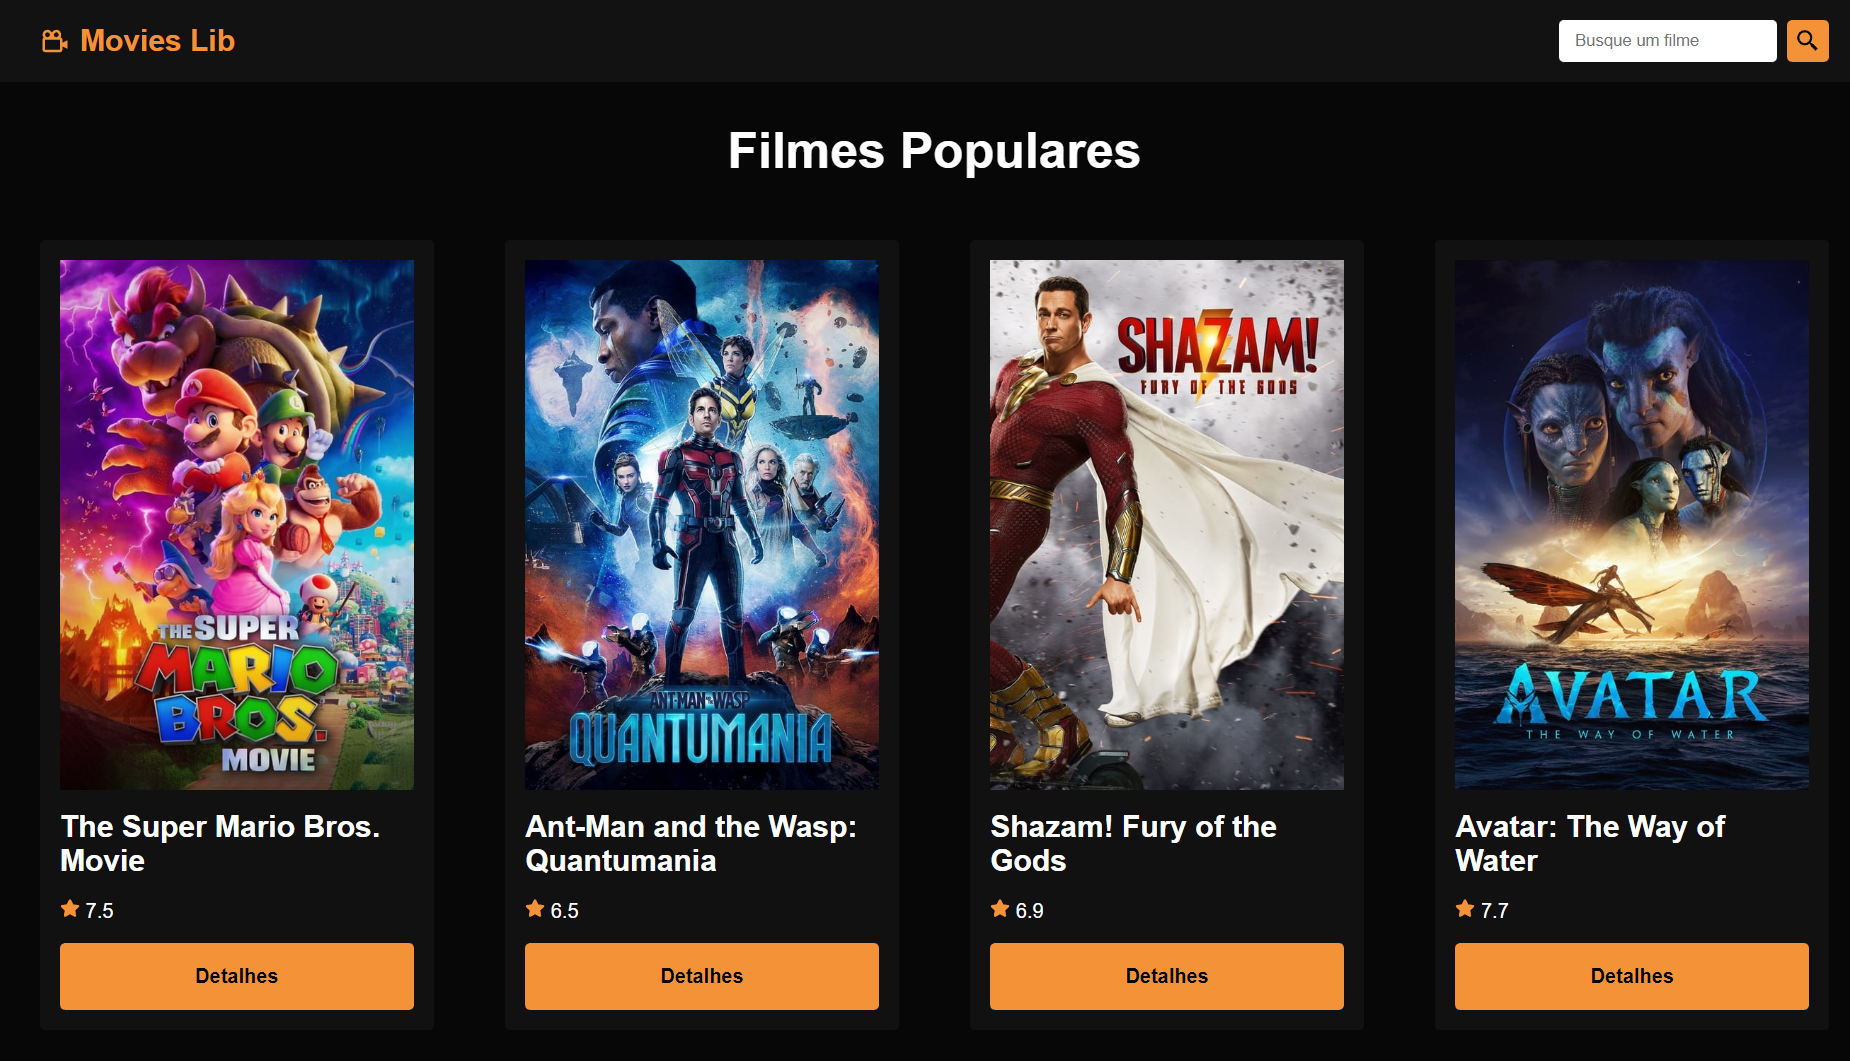 Movies Lib
Busque um filme
Filmes Populares
THE SUPER
MARIO
BROS.
MOVIE
ANT-MAN AND THE WASP
QUANTUMANIA
SHAZAM!
FURY OF THE GODS
AVATAR
THE WAY OF WATER
The Super Mario Bros.
Movie
7.5
Detalhes
Ant-Man and the Wasp:
Quantumania
6.5
Detalhes
Shazam! Fury of the
Gods
6.9
Detalhes
Avatar: The Way of
Water
7.7
Detalhes